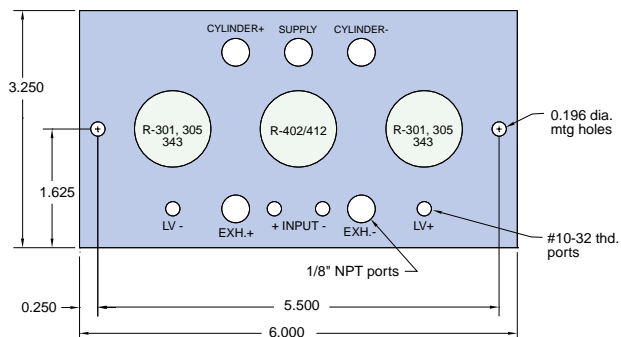 CYLINDER+ SUPPLY CYLINDER-
3.250
R-301, 305
343
R-402/412
R-301, 305
343
0.196 dia.
mtg holes
1.625
LV -
EXH.+
+ INPUT -
EXH.-
LV+
#10-32 thd.
ports
1/8" NPT ports
0.250
5.500
6.000